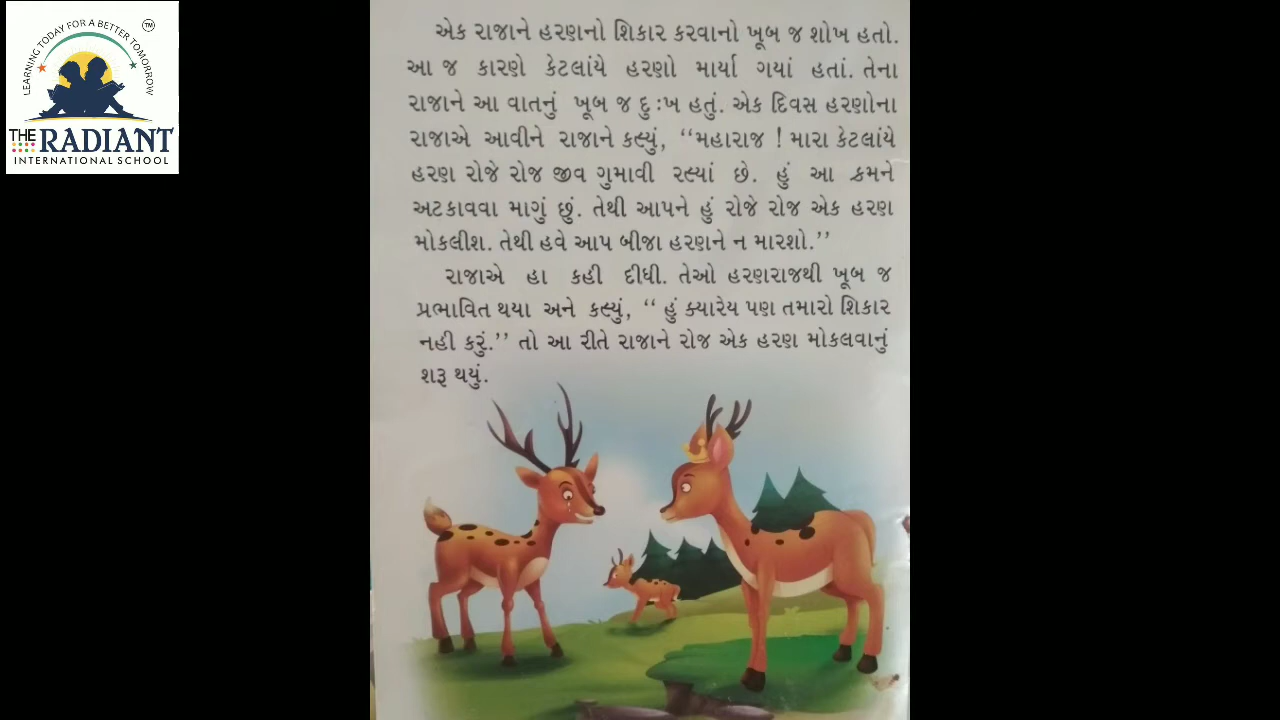 LEARNING TODAY FOR A BETTER TOMORROW
TM
THE RADIANT
INTERNATIONAL SCHOOL
એક રાજાને હરણનો શિકાર કરવાનો ખૂબ જ શોખ હતો.
આ જ કારણે કેટલાંયે હરણો માર્યા ગયાં હતાં. તેના
રાજાને આ વાતનું ખૂબ જ દુ:ખ હતું. એક દિવસ હરણોના
રાજાએ આવીને રાજાને કહ્યું, ‘‘મહારાજ ! મારા કેટલાંયે
હરણ રોજે રોજ જીવ ગુમાવી રહ્યાં છે. હું આ ક્રમને
અટકાવવા માગું છું. તેથી આપને હું રોજે રોજ એક હરણ
મોકલીશ. તેથી હવે આપ બીજા હરણને ન મારશો.’’
રાજાએ હા કહી દીધી. તેઓ હરણરાજથી ખૂબ જ
પ્રભાવિત થયા અને કહ્યું, ‘‘ હું ક્યારેય પણ તમારો શિકાર
નહી કરું.’’ તો આ રીતે રાજાને રોજ એક હરણ મોકલવાનું
શરૂ થયું.